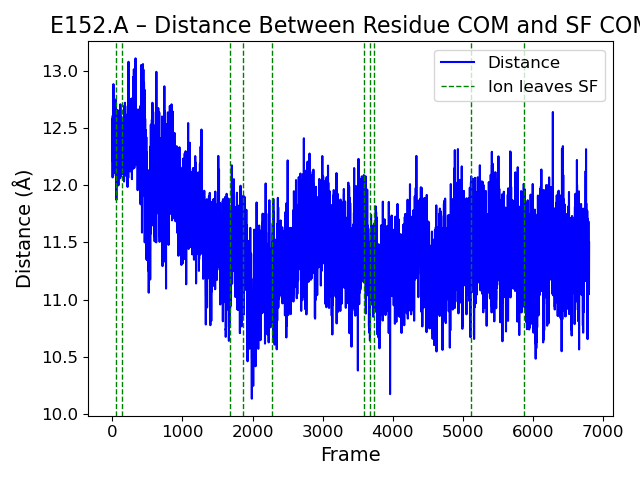 E152.A – Distance Between Residue COM and SF COM
Distance (Å)
13.0
12.5
12.0
11.5
11.0
10.5
10.0
Distance
Ion leaves SF
0 1000 2000 3000 4000 5000 6000 7000
Frame